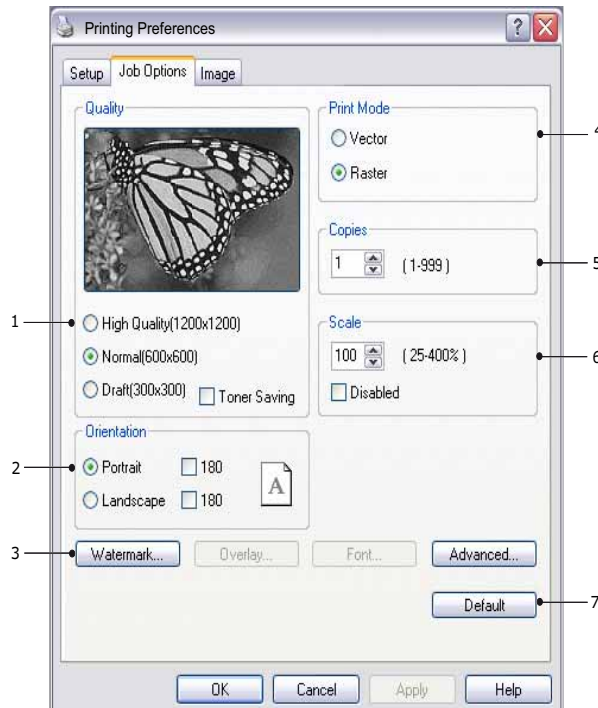 Printing Preferences
Setup Job Options Image
Quality
1
High Quality(1200x1200)
Normal(600x600)
Draft(300x300) Toner Saving
Orientation
2
Portrait 180
Landscape 180
A
Print Mode
Vector
Raster
4
Copies
1 ( 1-999 )
5
Scale
100 ( 25-400% )
Disabled
6
3
Watermark... Overlay... Font... Advanced...
Default
7
OK Cancel Apply Help